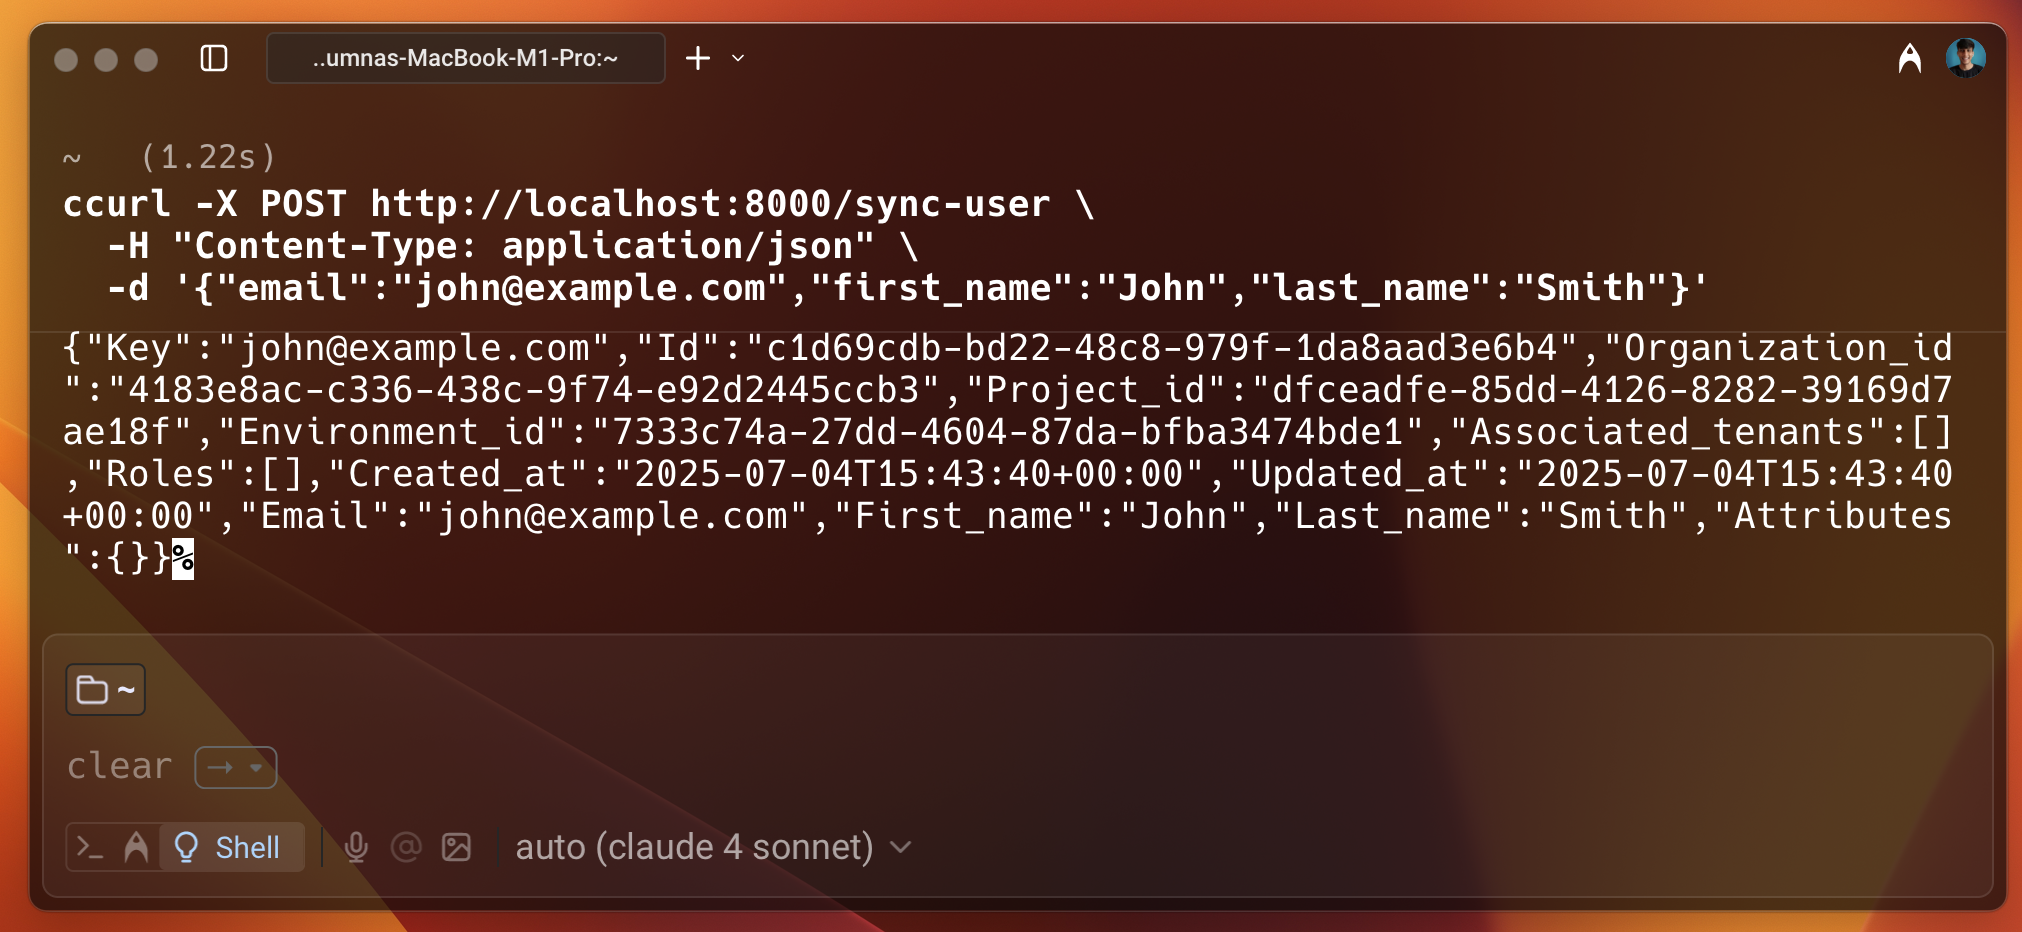 ..umnas-MacBook-M1-Pro:~
~ (1.22s)
ccurl -X POST http://localhost:8000/sync-user \
-H "Content-Type: application/json" \
-d '{"email":"john@example.com","first_name":"John","last_name":"Smith"}'
{"Key":"john@example.com","Id":"c1d69cdb-bd22-48c8-979f-1da8aad3e6b4","Organization_id
":"4183e8ac-c336-438c-9f74-e92d2445ccb3","Project_id":"dfceadfe-85dd-4126-8282-39169d7
ae18f","Environment_id":"7333c74a-27dd-4604-87da-bfba3474bde1","Associated_tenants":[]
,"Roles":[],"Created_at":"2025-07-04T15:43:40+00:00","Updated_at":"2025-07-04T15:43:40
+00:00","Email":"john@example.com","First_name":"John","Last_name":"Smith","Attributes
":{}}%
~
clear
Shell auto (claude 4 sonnet)